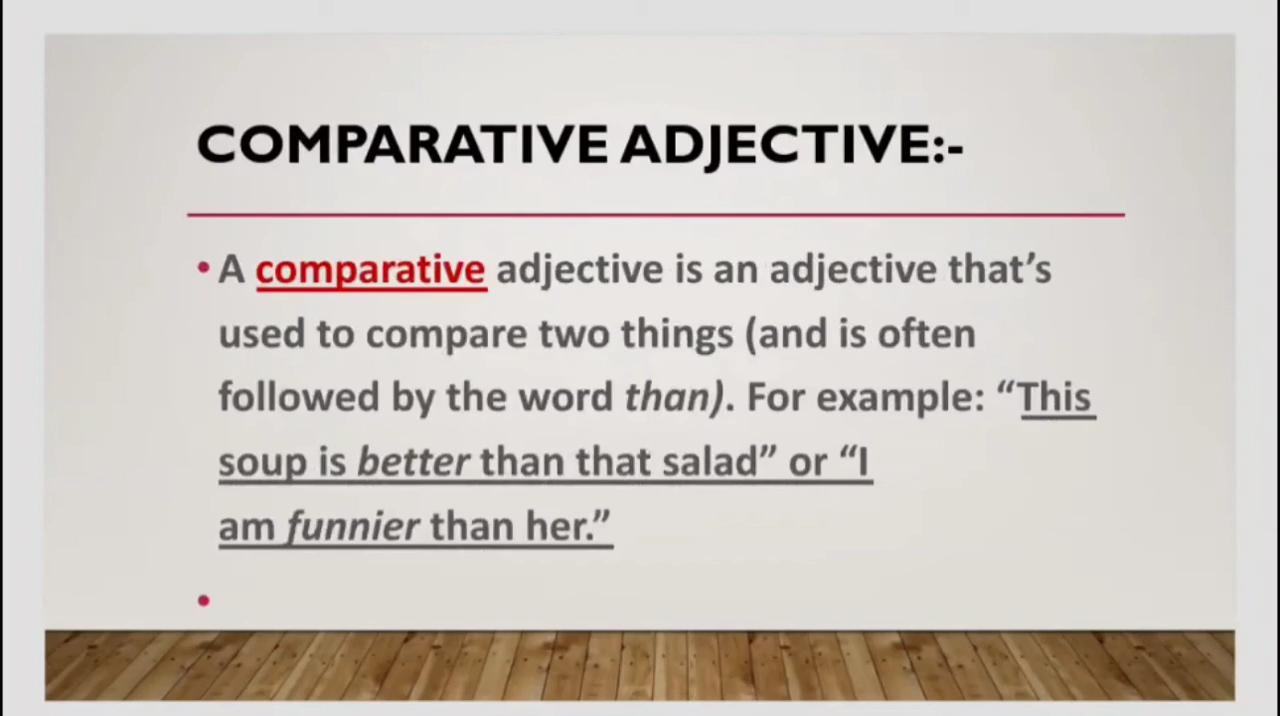 COMPARATIVE ADJECTIVE:-
• A comparative adjective is an adjective that’s
used to compare two things (and is often
followed by the word than). For example: “This
soup is better than that salad” or “I
am funnier than her.”
•